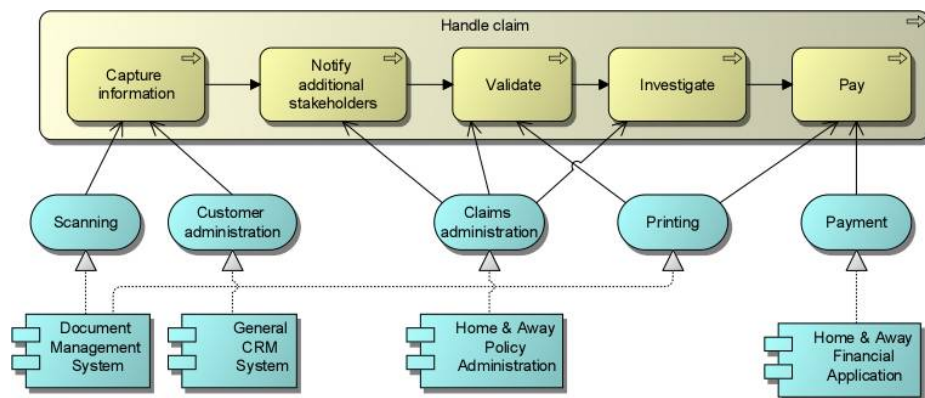 Handle claim
Capture
information
Notify
additional
stakeholders
Validate
Investigate
Pay
Scanning
Customer
administration
Claims
administration
Printing
Payment
Document
Management
System
General
CRM
System
Home & Away
Policy
Administration
Home & Away
Financial
Application